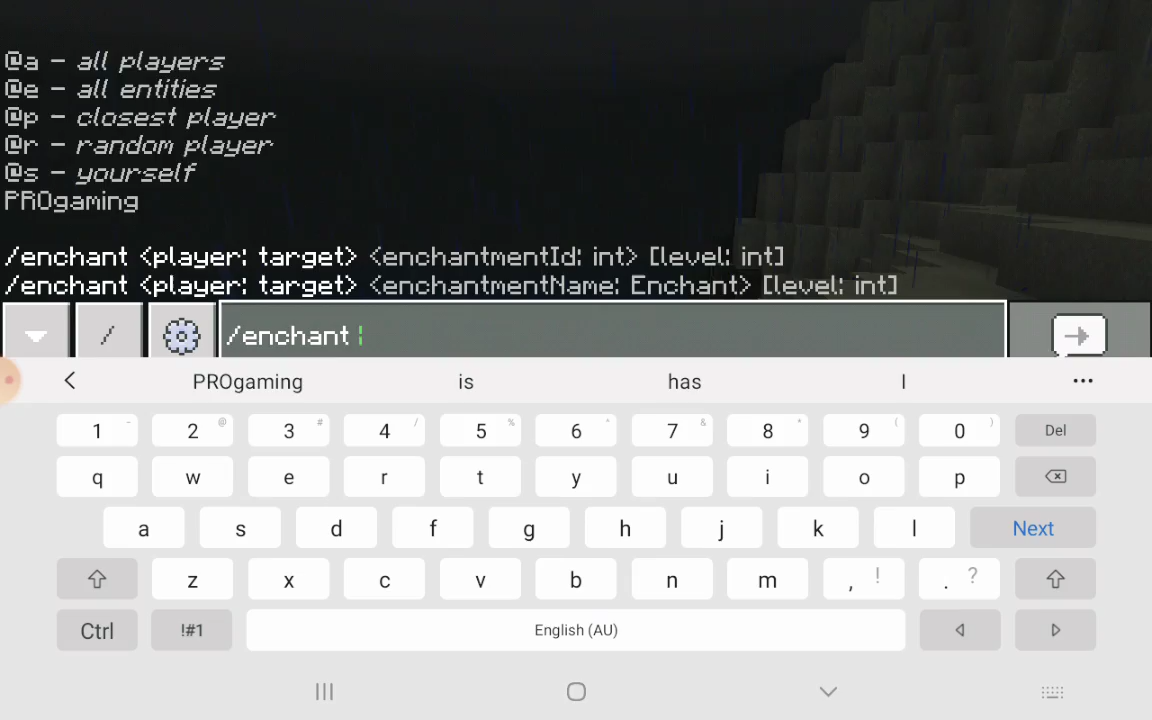 @a – all players
@e – all entities
@p – closest player
@r – random player
@s – yourself
PROgaming
/enchant <player: target> <enchantmentId: int> [level: int]
/enchant <player: target> <enchantmentName: Enchant> [level: int]
/ /enchant
PROgaming is has I ...
1 - 2 @ 3 # 4 / 5 % 6 ^ 7 & 8 * 9 ( 0 ) Del
q w e r t y u i o p
a s d f g h j k l Next
z x c v b n m , ! . ?
Ctrl !#1 English (AU)